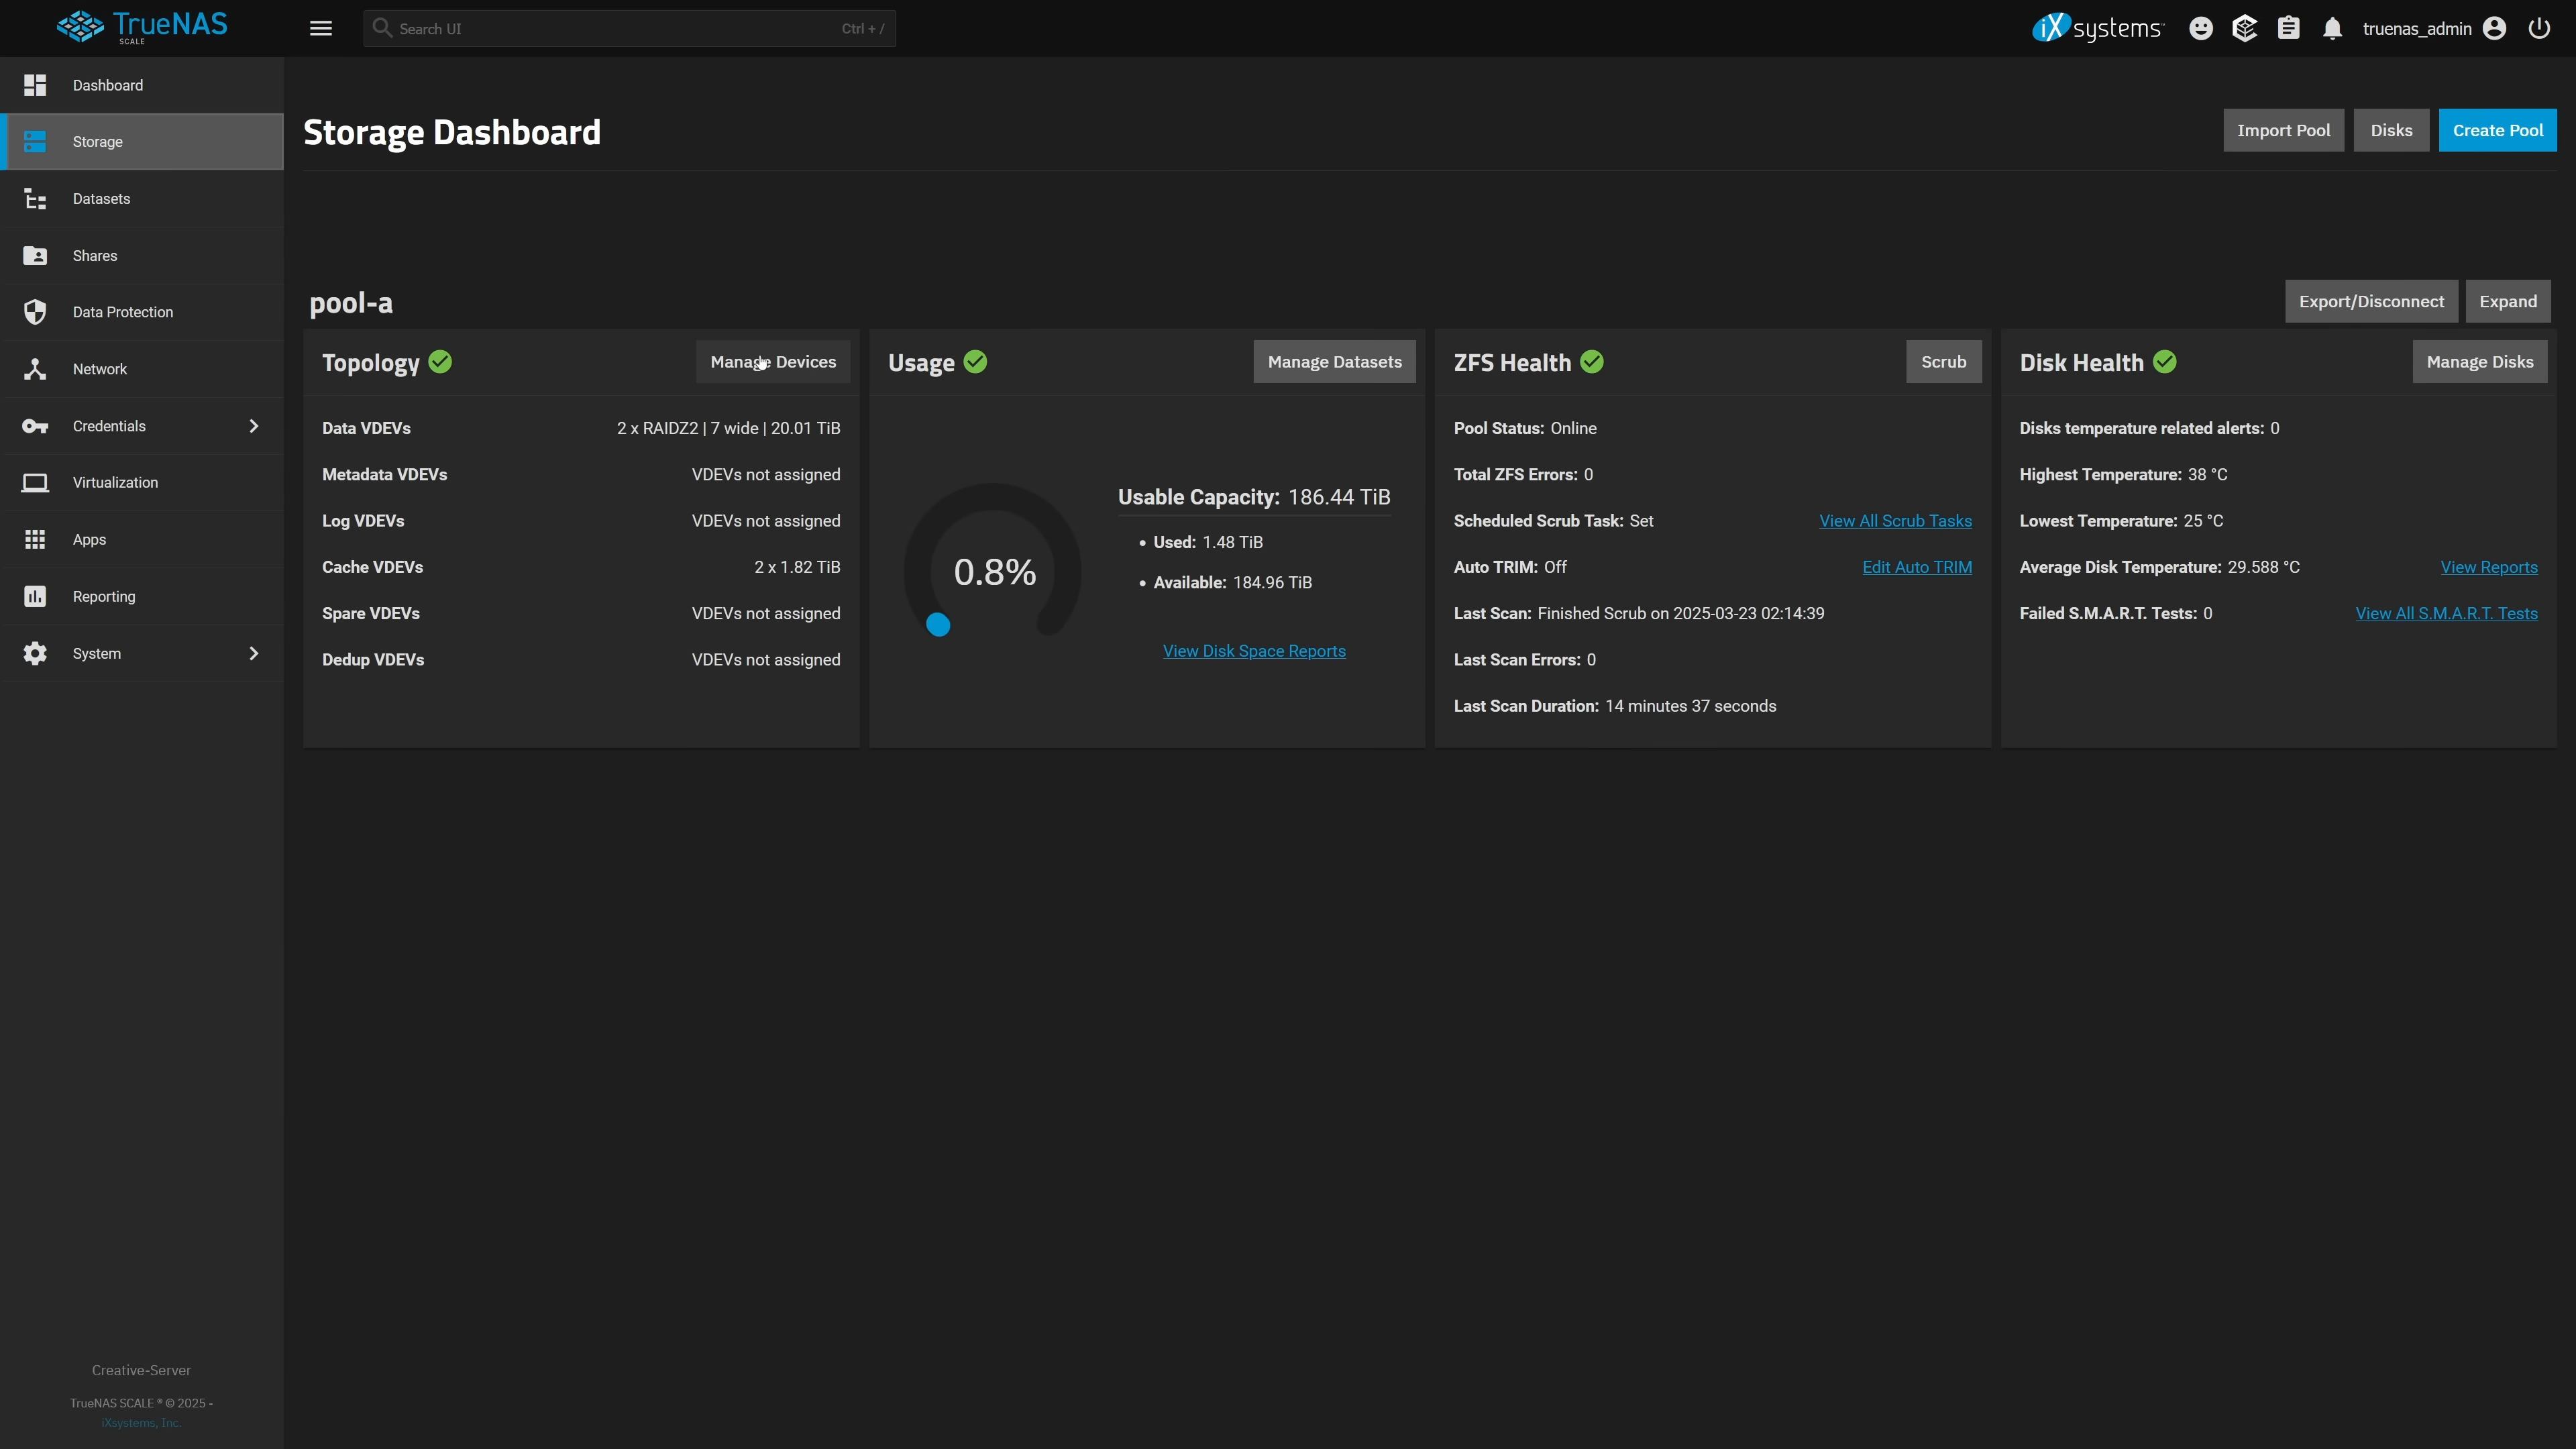 TrueNAS
SCALE
Search UI
Ctrl + /
iXsystems™
truenas_admin
Dashboard
Storage
Datasets
Shares
Data Protection
Network
Credentials
Virtualization
Apps
Reporting
System
Storage Dashboard
Import Pool
Disks
Create Pool
pool-a
Export/Disconnect
Expand
Topology
Manage Devices
Data VDEVs
2 x RAIDZ2 | 7 wide | 20.01 TiB
Metadata VDEVs
VDEVs not assigned
Log VDEVs
VDEVs not assigned
Cache VDEVs
2 x 1.82 TiB
Spare VDEVs
VDEVs not assigned
Dedup VDEVs
VDEVs not assigned
Usage
Manage Datasets
0.8%
Usable Capacity: 186.44 TiB
• Used: 1.48 TiB
• Available: 184.96 TiB
View Disk Space Reports
ZFS Health
Scrub
Pool Status: Online
Total ZFS Errors: 0
Scheduled Scrub Task: Set
View All Scrub Tasks
Auto TRIM: Off
Edit Auto TRIM
Last Scan: Finished Scrub on 2025-03-23 02:14:39
Last Scan Errors: 0
Last Scan Duration: 14 minutes 37 seconds
Disk Health
Manage Disks
Disks temperature related alerts: 0
Highest Temperature: 38 °C
Lowest Temperature: 25 °C
Average Disk Temperature: 29.588 °C
View Reports
Failed S.M.A.R.T. Tests: 0
View All S.M.A.R.T. Tests
Creative-Server
TrueNAS SCALE ® © 2025 -
iXsystems, Inc.